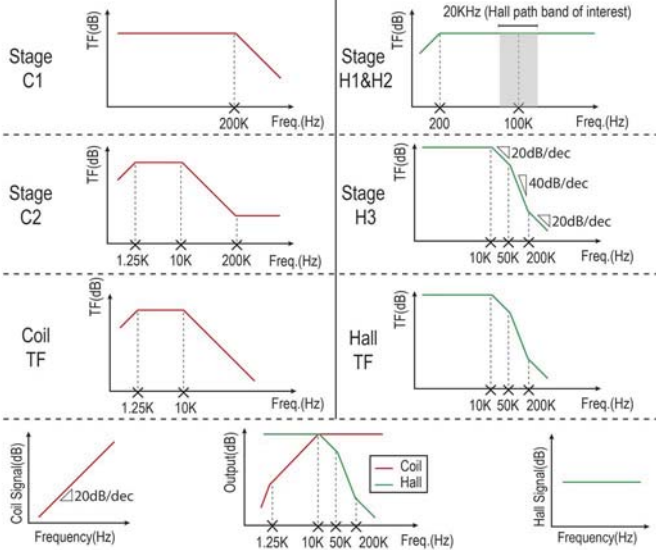 Stage
C1
TF(dB)
200K
Freq.(Hz)
20KHz (Hall path band of interest)
Stage
H1&H2
TF(dB)
200
100K
Freq.(Hz)
Stage
C2
TF(dB)
1.25K
10K
200K
Freq.(Hz)
Stage
H3
TF(dB)
20dB/dec
40dB/dec
20dB/dec
10K
50K
200K
Freq.(Hz)
Coil
TF
TF(dB)
1.25K
10K
Freq.(Hz)
Hall
TF
TF(dB)
10K
50K
200K
Freq.(Hz)
Coil Signal(dB)
20dB/dec
Frequency(Hz)
Output(dB)
Coil
Hall
1.25K
10K
50K
200K
Freq.(Hz)
Hall Signal(dB)
Frequency(Hz)